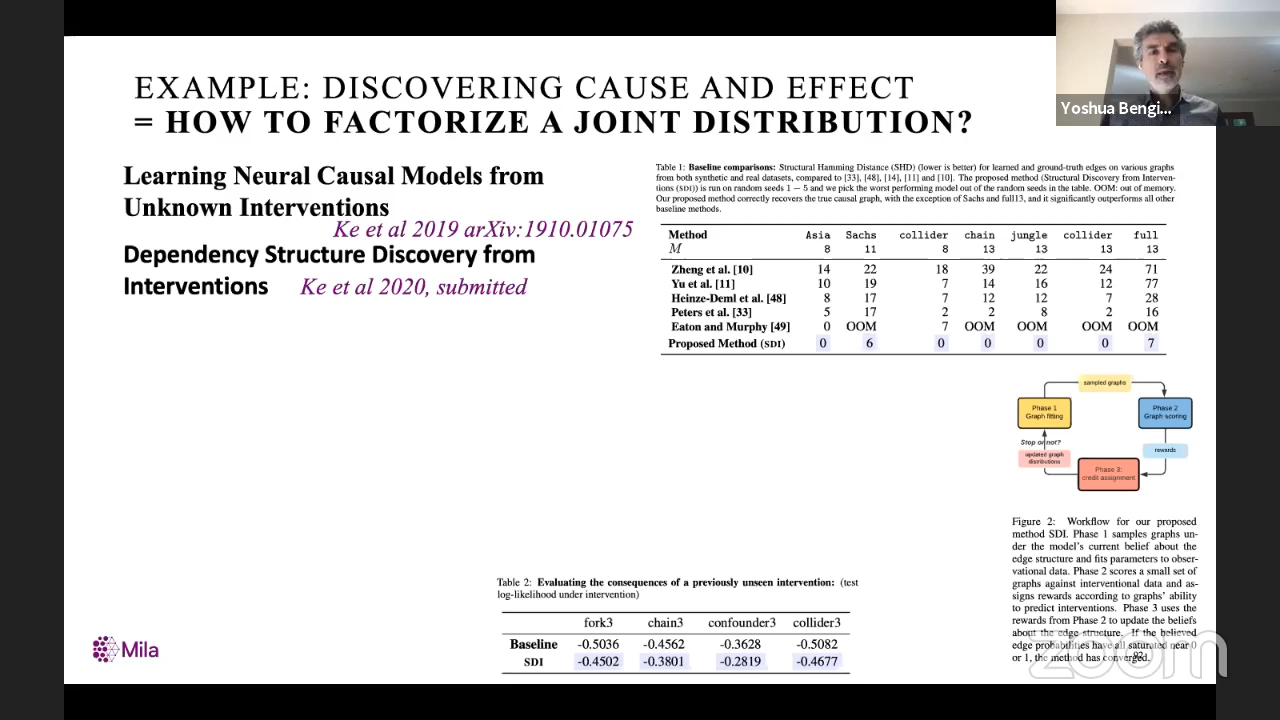 EXAMPLE: DISCOVERING CAUSE AND EFFECT
= HOW TO FACTORIZE A JOINT DISTRIBUTION?
Yoshua Bengi...
Learning Neural Causal Models from
Unknown Interventions
Ke et al 2019 arXiv:1910.01075
Dependency Structure Discovery from
Interventions Ke et al 2020, submitted
Table 1: Baseline comparisons: Structural Hamming Distance (SHD) (lower is better) for learned and ground-truth edges on various graphs
from both synthetic and real datasets, compared to [33], [48], [14], [11] and [10]. The proposed method (Structural Discovery from Interven-
tions (SDI)) is run on random seeds 1 – 5 and we pick the worst performing model out of the random seeds in the table. OOM: out of memory.
Our proposed method correctly recovers the true causal graph, with the exception of Sachs and full13, and it significantly outperforms all other
baseline methods.
Method Asia Sachs collider chain jungle collider full
M 8 11 8 13 13 13 13
Zheng et al. [10] 14 22 18 39 22 24 71
Yu et al. [11] 10 19 7 14 16 12 77
Heinze-Deml et al. [48] 8 17 7 12 12 7 28
Peters et al. [33] 5 17 2 2 8 2 16
Eaton and Murphy [49] 0 OOM 7 OOM OOM OOM OOM
Proposed Method (SDI) 0 6 0 0 0 0 7
sampled graphs
Phase 1
Graph fitting
Phase 2
Graph scoring
Stop or not?
updated graph
distributions
rewards
Phase 3:
credit assignment
Figure 2: Workflow for our proposed
method SDI. Phase 1 samples graphs un-
der the model's current belief about the
edge structure and fits parameters to obser-
vational data. Phase 2 scores a small set of
graphs against interventional data and as-
signs rewards according to graphs' ability
to predict interventions. Phase 3 uses the
rewards from Phase 2 to update the beliefs
about the edge structure. If the believed
edge probabilities have all saturated near 0
or 1, the method has converged.
92
Table 2: Evaluating the consequences of a previously unseen intervention: (test
log-likelihood under intervention)
fork3 chain3 confounder3 collider3
Baseline -0.5036 -0.4562 -0.3628 -0.5082
SDI -0.4502 -0.3801 -0.2819 -0.4677
Mila
zoom